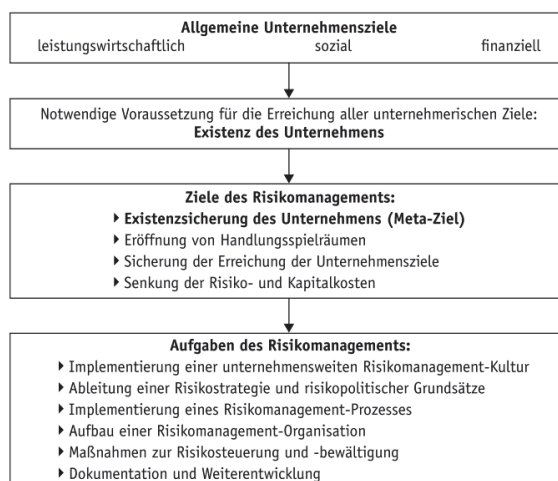 Allgemeine Unternehmensziele
leistungswirtschaftlich sozial finanziell
Notwendige Voraussetzung für die Erreichung aller unternehmerischen Ziele:
Existenz des Unternehmens
Ziele des Risikomanagements:
▶ Existenzsicherung des Unternehmens (Meta-Ziel)
▶ Eröffnung von Handlungsspielräumen
▶ Sicherung der Erreichung der Unternehmensziele
▶ Senkung der Risiko- und Kapitalkosten
Aufgaben des Risikomanagements:
▶ Implementierung einer unternehmensweiten Risikomanagement-Kultur
▶ Ableitung einer Risikostrategie und risikopolitischer Grundsätze
▶ Implementierung eines Risikomanagement-Prozesses
▶ Aufbau einer Risikomanagement-Organisation
▶ Maßnahmen zur Risikosteuerung und -bewältigung
▶ Dokumentation und Weiterentwicklung